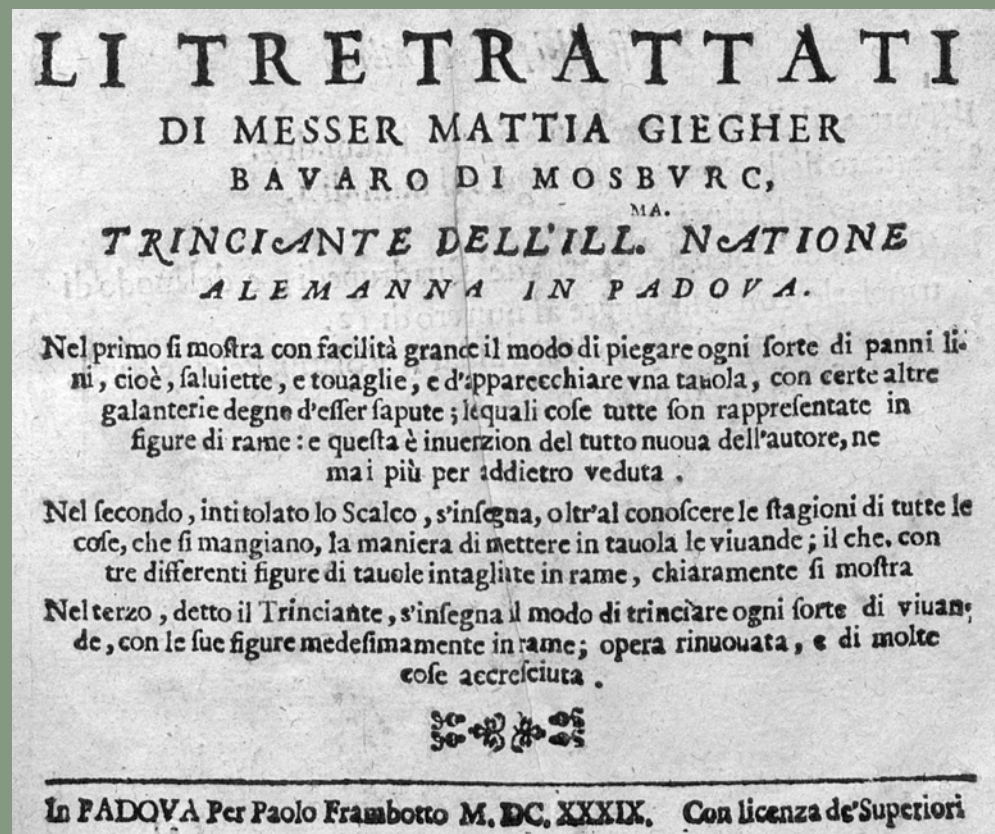 LI TRE TRATTATI
DI MESSER MATTIA GIEGHER
BAVARO DI MOSBVRC,
TRINCIANTE DELL'ILL.MA. NATIONE
ALEMANNA IN PADOVA.
Nel primo ſi moſtra con facilità grande il modo di piegare ogni ſorte di panni li-
ni, cioè, ſaluiette, e touaglie, e d'apparecchiare vna tauola, con certe altre
galanterie degne d'eſſer ſapute; lequali coſe tutte ſon rappreſentate in
figure di rame: e queſta è inuenzion del tutto nuoua dell'autore, ne
mai più per addietro veduta.
Nel ſecondo, intitolato lo Scalco, s'inſegna, oltr'al conoſcere le ſtagioni di tutte le
coſe, che ſi mangiano, la maniera di mettere in tauola le viuande; il che, con
tre differenti figure di tauole intagliate in rame, chiaramente ſi moſtra
Nel terzo, detto il Trinciante, s'inſegna il modo di trinciare ogni ſorte di viuan-
de, con le ſue figure medeſimamente in rame; opera rinuouata, e di molte
coſe accreſciuta.
In PADOVA Per Paolo Frambotto M. DC. XXXIX. Con licenza de'Superiori